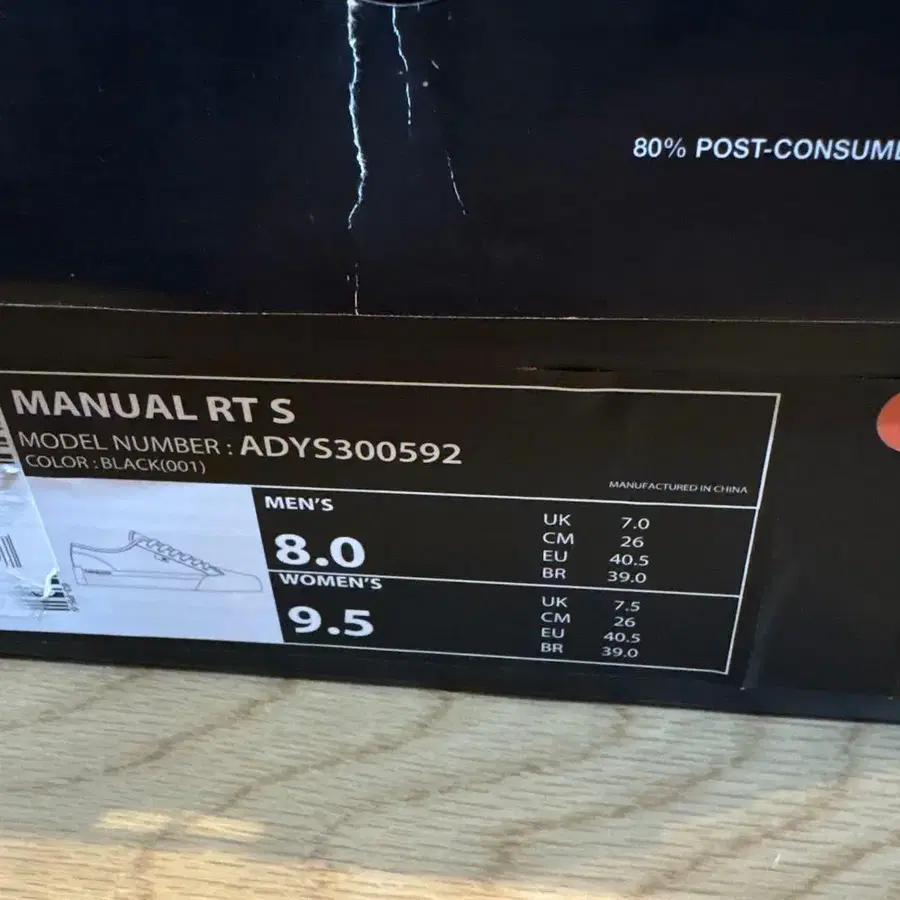 80% POST-CONSUME
MANUAL RT S
MODEL NUMBER : ADYS300592
COLOR : BLACK(001)
MANUFACTURED IN CHINA
MEN'S
8.0
UK 7.0
CM 26
EU 40.5
BR 39.0
WOMEN'S
9.5
UK 7.5
CM 26
EU 40.5
BR 39.0